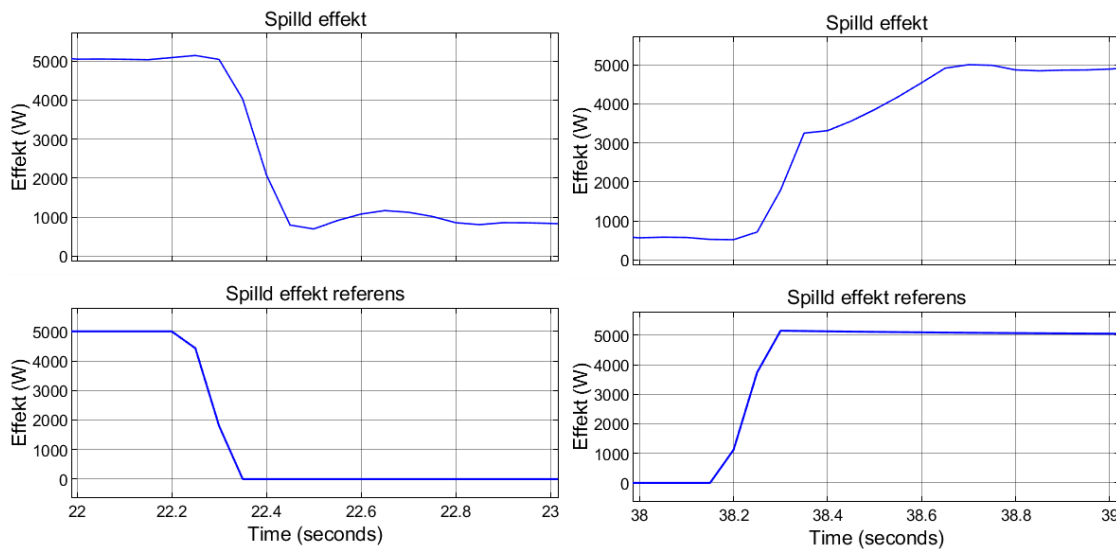 Spilld effekt
Effekt (W)
5000
4000
3000
2000
1000
0
Spilld effekt referens
Effekt (W)
5000
4000
3000
2000
1000
0
22 22.2 22.4 22.6 22.8 23
Time (seconds)
Spilld effekt
Effekt (W)
5000
4000
3000
2000
1000
0
Spilld effekt referens
Effekt (W)
5000
4000
3000
2000
1000
0
38 38.2 38.4 38.6 38.8 39
Time (seconds)